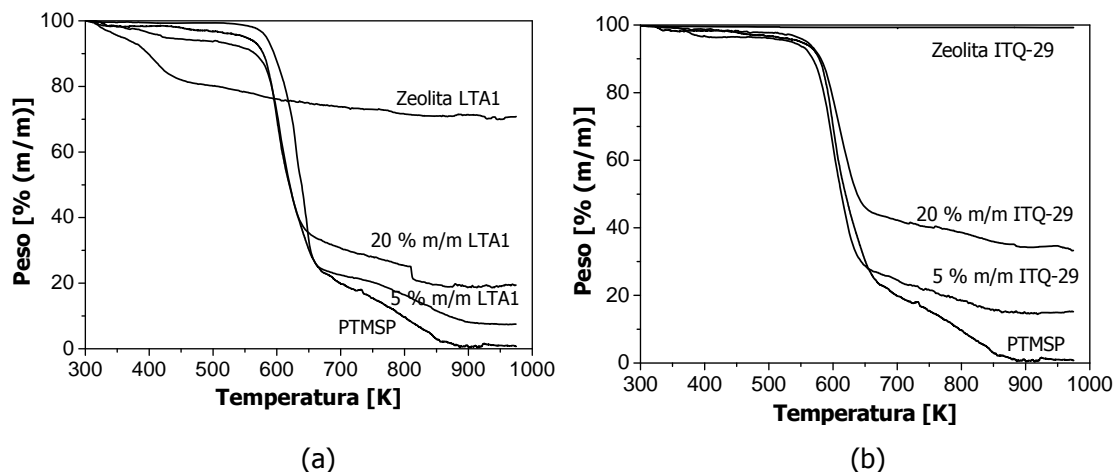 100
80
60
40
20
0
300 400 500 600 700 800 900 1000
Peso [% (m/m)]
Temperatura [K]
Zeolita LTA1
20 % m/m LTA1
5 % m/m LTA1
PTMSP
(a)
100
80
60
40
20
0
300 400 500 600 700 800 900 1000
Peso [% (m/m)]
Temperatura [K]
Zeolita ITQ-29
20 % m/m ITQ-29
5 % m/m ITQ-29
PTMSP
(b)